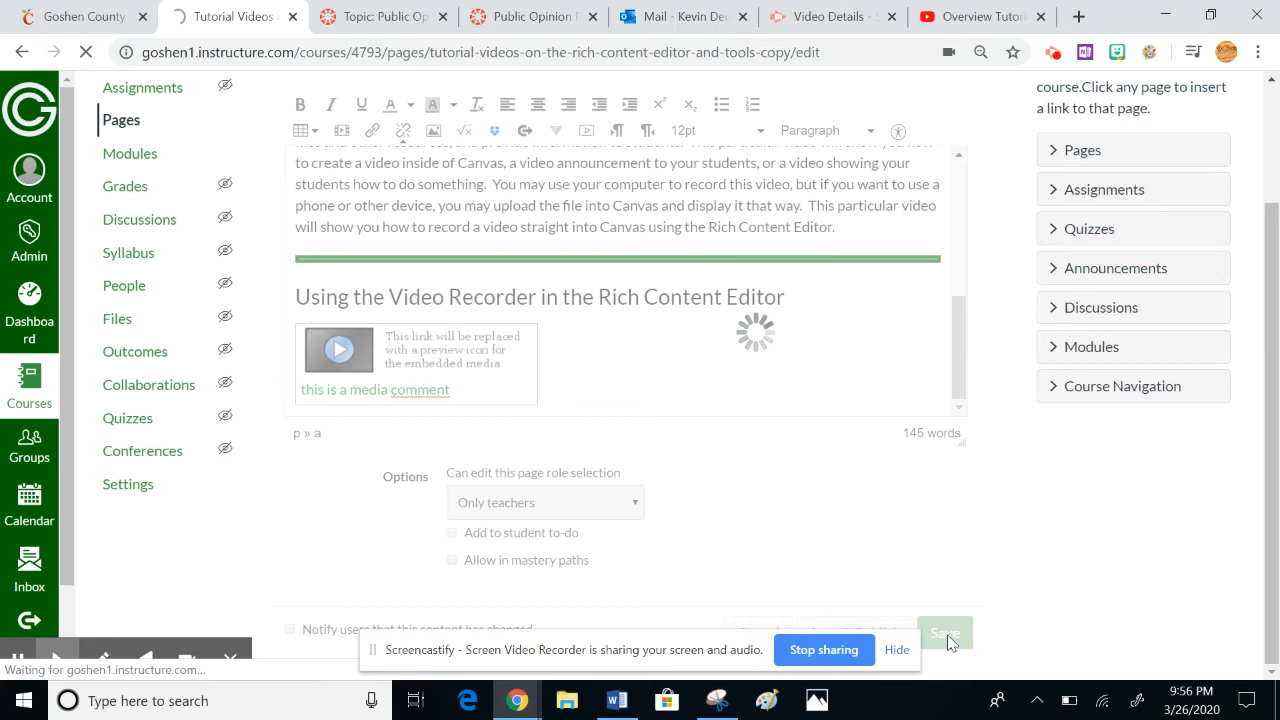 Tutorial Videos
Topic Public
Topic Public
Mail - Kevin De
Video Details - S
Overview Tutor
goshen1.instructure.com/courses/4793/pages/tutorial-videos-on-the-rich-content-editor-and-tools-copy/edit
Account
Admin
Dashboa
rd
Courses
Groups
Calendar
Inbox
Assignments
Pages
Modules
Grades
Discussions
Syllabus
People
Files
Outcomes
Collaborations
Quizzes
Conferences
Settings
12pt
Paragraph
to create a video inside of Canvas, a video announcement to your students, or a video showing your
students how to do something. You may use your computer to record this video, but if you want to use a
phone or other device, you may upload the file into Canvas and display it that way. This particular video
will show you how to record a video straight into Canvas using the Rich Content Editor.
Using the Video Recorder in the Rich Content Editor
This link will be replaced
with a preview icon for
the embedded media
this is a media comment
p » a
145 words
Options
Can edit this page role selection
Only teachers
Add to student to-do
Allow in mastery paths
Notify users that this content has changed
Save
course.Click any page to insert
a link to that page.
Pages
Assignments
Quizzes
Announcements
Discussions
Modules
Course Navigation
Screencastify - Screen Video Recorder is sharing your screen and audio.
Stop sharing
Hide
Waiting for goshen1.instructure.com...
Type here to search
9:56 PM
3/26/2020